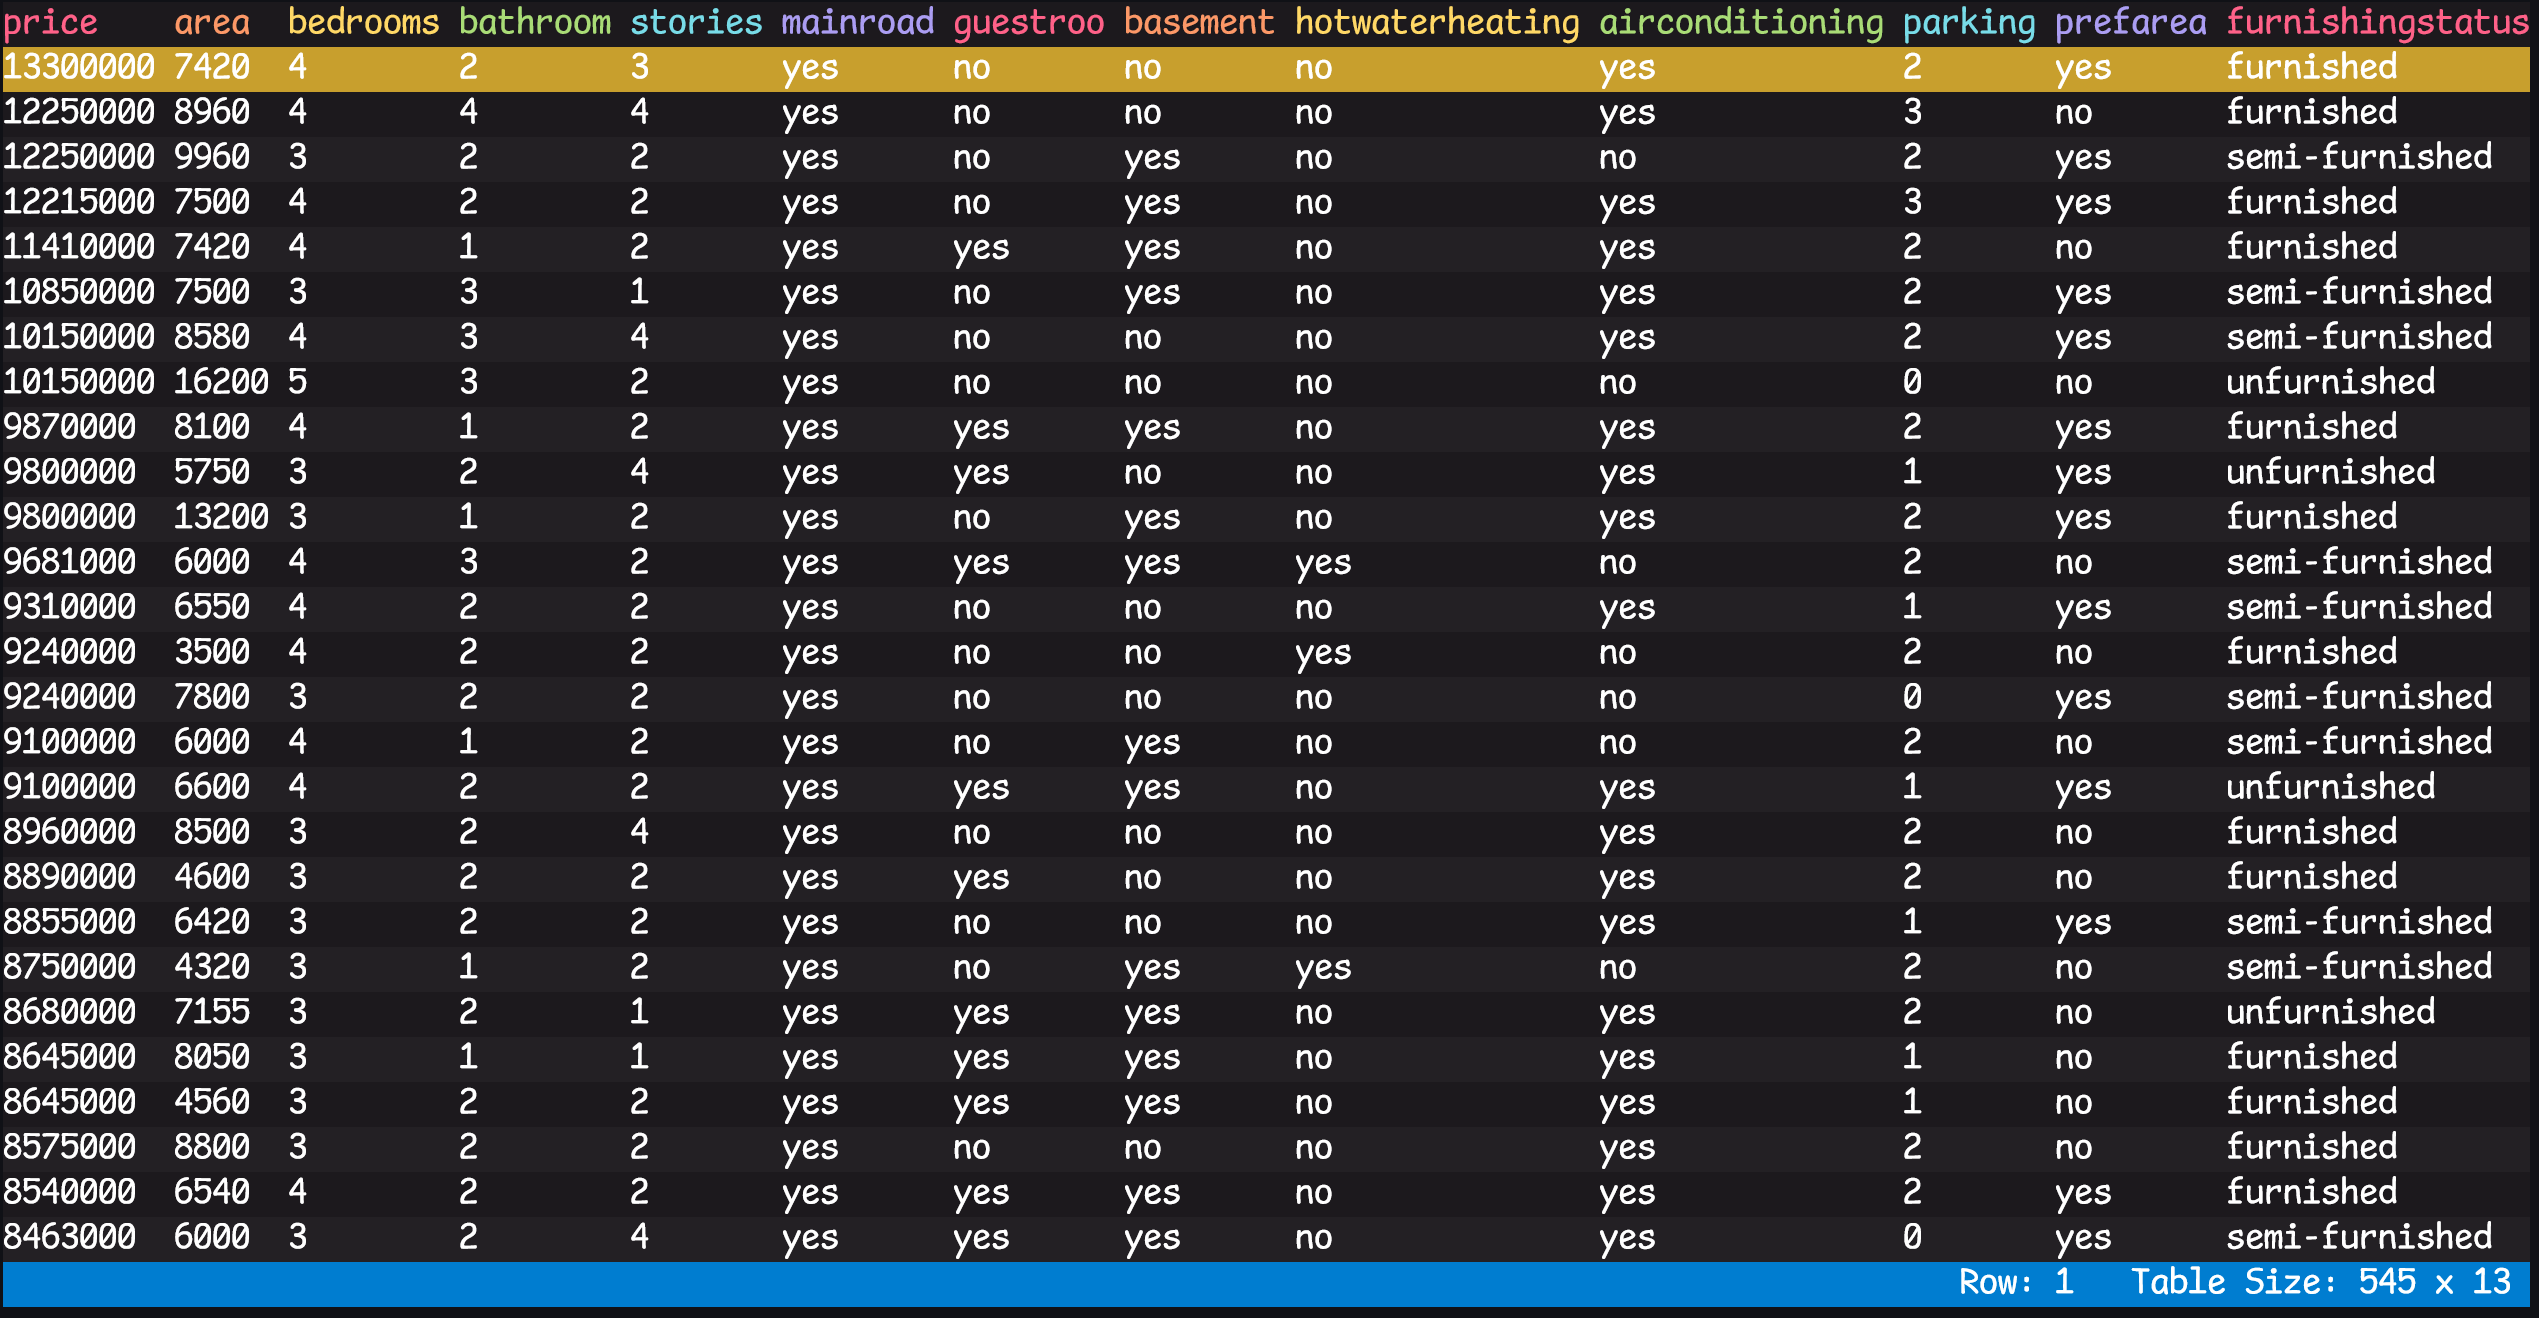 price area bedrooms bathroom stories mainroad guestroo basement hotwaterheating airconditioning parking prefarea furnishingstatus
13300000 7420 4 2 3 yes no no no yes 2 yes furnished
12250000 8960 4 4 4 yes no no no yes 3 no furnished
12250000 9960 3 2 2 yes no yes no no 2 yes semi-furnished
12215000 7500 4 2 2 yes no yes no yes 3 yes furnished
11410000 7420 4 1 2 yes yes yes no yes 2 no furnished
10850000 7500 3 3 1 yes no yes no yes 2 yes semi-furnished
10150000 8580 4 3 4 yes no no no yes 2 yes semi-furnished
10150000 16200 5 3 2 yes no no no no 0 no unfurnished
9870000 8100 4 1 2 yes yes yes no yes 2 yes furnished
9800000 5750 3 2 4 yes yes no no yes 1 yes unfurnished
9800000 13200 3 1 2 yes no yes no yes 2 yes furnished
9681000 6000 4 3 2 yes yes yes yes no 2 no semi-furnished
9310000 6550 4 2 2 yes no no no yes 1 yes semi-furnished
9240000 3500 4 2 2 yes no no yes no 2 no furnished
9240000 7800 3 2 2 yes no no no no 0 yes semi-furnished
9100000 6000 4 1 2 yes no yes no no 2 no semi-furnished
9100000 6600 4 2 2 yes yes yes no yes 1 yes unfurnished
8960000 8500 3 2 4 yes no no no yes 2 no furnished
8890000 4600 3 2 2 yes yes no no yes 2 no furnished
8855000 6420 3 2 2 yes no no no yes 1 yes semi-furnished
8750000 4320 3 1 2 yes no yes yes no 2 no semi-furnished
8680000 7155 3 2 1 yes yes yes no yes 2 no unfurnished
8645000 8050 3 1 1 yes yes yes no yes 1 no furnished
8645000 4560 3 2 2 yes yes yes no yes 1 no furnished
8575000 8800 3 2 2 yes no no no yes 2 no furnished
8540000 6540 4 2 2 yes yes yes no yes 2 yes furnished
8463000 6000 3 2 4 yes yes yes no yes 0 yes semi-furnished
Row: 1 Table Size: 545 x 13